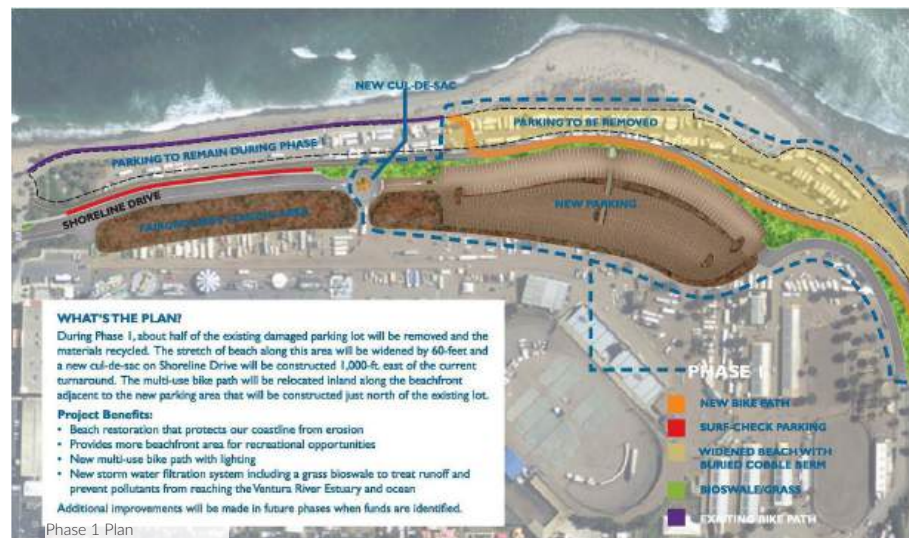 NEW CUL-DE-SAC
PARKING TO BE REMOVED
PARKING TO REMAIN DURING PHASE
SHORELINE DRIVE
NEW PARKING
WHAT'S THE PLAN?
During Phase 1, about half of the existing damaged parking lot will be removed and the
materials recycled. The stretch of beach along this area will be widened by 60-feet and
a new cul-de-sac on Shoreline Drive will be constructed 1,000-ft. east of the current
turnaround. The multi-use bike path will be relocated inland along the beachfront
adjacent to the new parking area that will be constructed just north of the existing lot.
Project Benefits:
• Beach restoration that protects our coastline from erosion
• Provides more beachfront area for recreational opportunities
• New multi-use bike path with lighting
• New storm water filtration system including a grass bioswale to treat runoff and
prevent pollutants from reaching the Ventura River Estuary and ocean
Additional improvements will be made in future phases when funds are identified.
PHASE 1
NEW BIKE PATH
SURF-CHECK PARKING
WIDENED BEACH WITH
BURIED COBBLE BERM
BIOSWALE/GRASS
EXISTING BIKE PATH
Phase 1 Plan